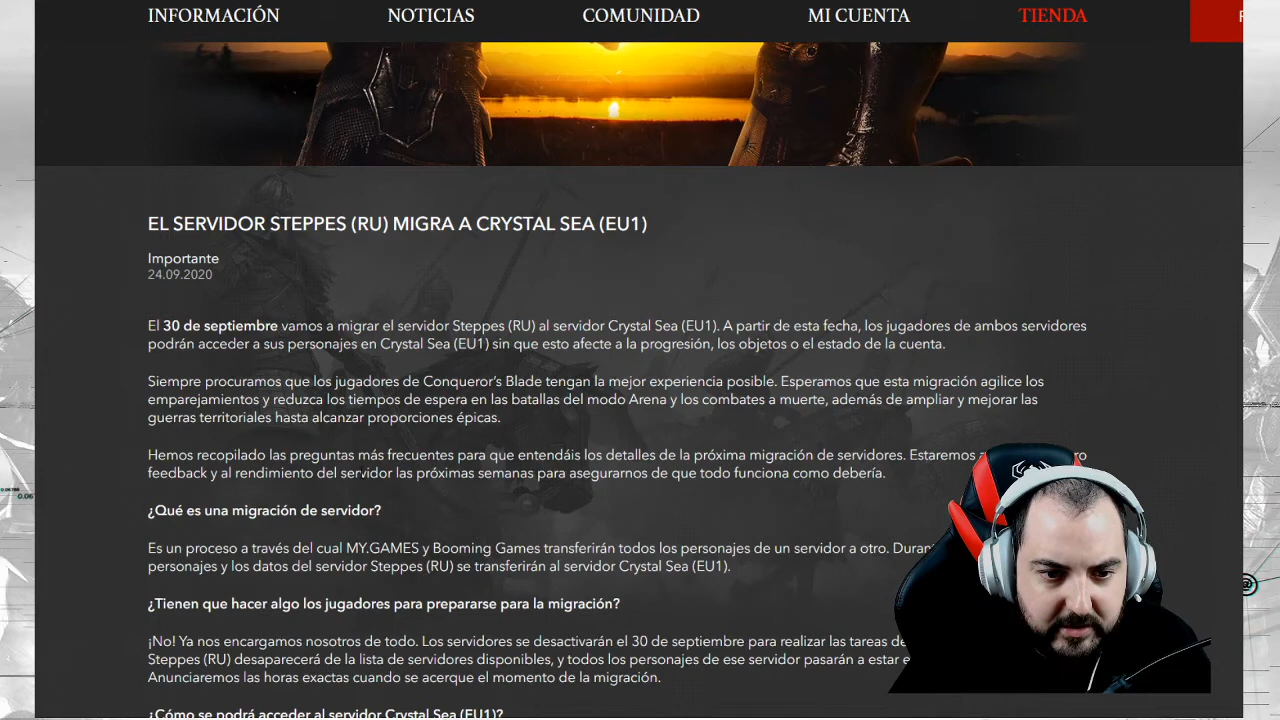 INFORMACIÓN NOTICIAS COMUNIDAD MI CUENTA TIENDA
EL SERVIDOR STEPPES (RU) MIGRA A CRYSTAL SEA (EU1)
Importante
24.09.2020
El 30 de septiembre vamos a migrar el servidor Steppes (RU) al servidor Crystal Sea (EU1). A partir de esta fecha, los jugadores de ambos servidores
podrán acceder a sus personajes en Crystal Sea (EU1) sin que esto afecte a la progresión, los objetos o el estado de la cuenta.
Siempre procuramos que los jugadores de Conqueror's Blade tengan la mejor experiencia posible. Esperamos que esta migración agilice los
emparejamientos y reduzca los tiempos de espera en las batallas del modo Arena y los combates a muerte, además de ampliar y mejorar las
guerras territoriales hasta alcanzar proporciones épicas.
Hemos recopilado las preguntas más frecuentes para que entendáis los detalles de la próxima migración de servidores. Estaremos
feedback y al rendimiento del servidor las próximas semanas para asegurarnos de que todo funciona como debería.
¿Qué es una migración de servidor?
Es un proceso a través del cual MY.GAMES y Booming Games transferirán todos los personajes de un servidor a otro.
personajes y los datos del servidor Steppes (RU) se transferirán al servidor Crystal Sea (EU1).
¿Tienen que hacer algo los jugadores para prepararse para la migración?
¡No! Ya nos encargamos nosotros de todo. Los servidores se desactivarán el 30 de septiembre para realizar las tareas
Steppes (RU) desaparecerá de la lista de servidores disponibles, y todos los personajes de ese servidor pasarán a estar
Anunciaremos las horas exactas cuando se acerque el momento de la migración.
¿Cómo se podrá acceder al servidor Crystal Sea (EU1)?